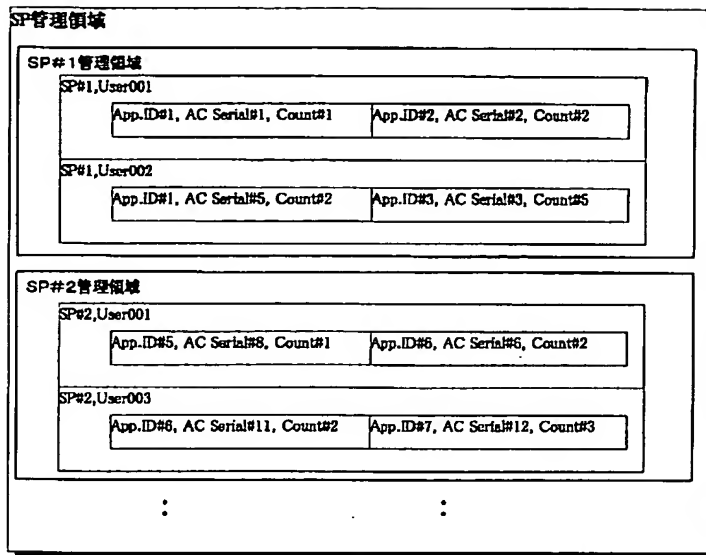 SP管理領域
SP#1管理領域
SP#1,User001
App.ID#1, AC Serial#1, Count#1 App.ID#2, AC Serial#2, Count#2
SP#1,User002
App.ID#1, AC Serial#5, Count#2 App.ID#3, AC Serial#3, Count#5
SP#2管理領域
SP#2,User001
App.ID#5, AC Serial#8, Count#1 App.ID#6, AC Serial#6, Count#2
SP#2,User003
App.ID#6, AC Serial#11, Count#2 App.ID#7, AC Serial#12, Count#3
: :